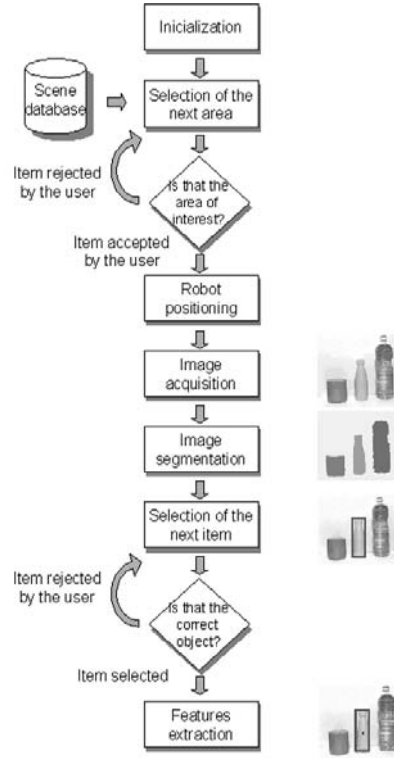 Inicialization
Scene
database
Selection of the
next area
Item rejected
by the user
Is that the
area of
interest?
Item accepted
by the user
Robot
positioning
Image
acquisition
Image
segmentation
Selection of the
next item
Item rejected
by the user
Is that the
correct
object?
Item selected
Features
extraction